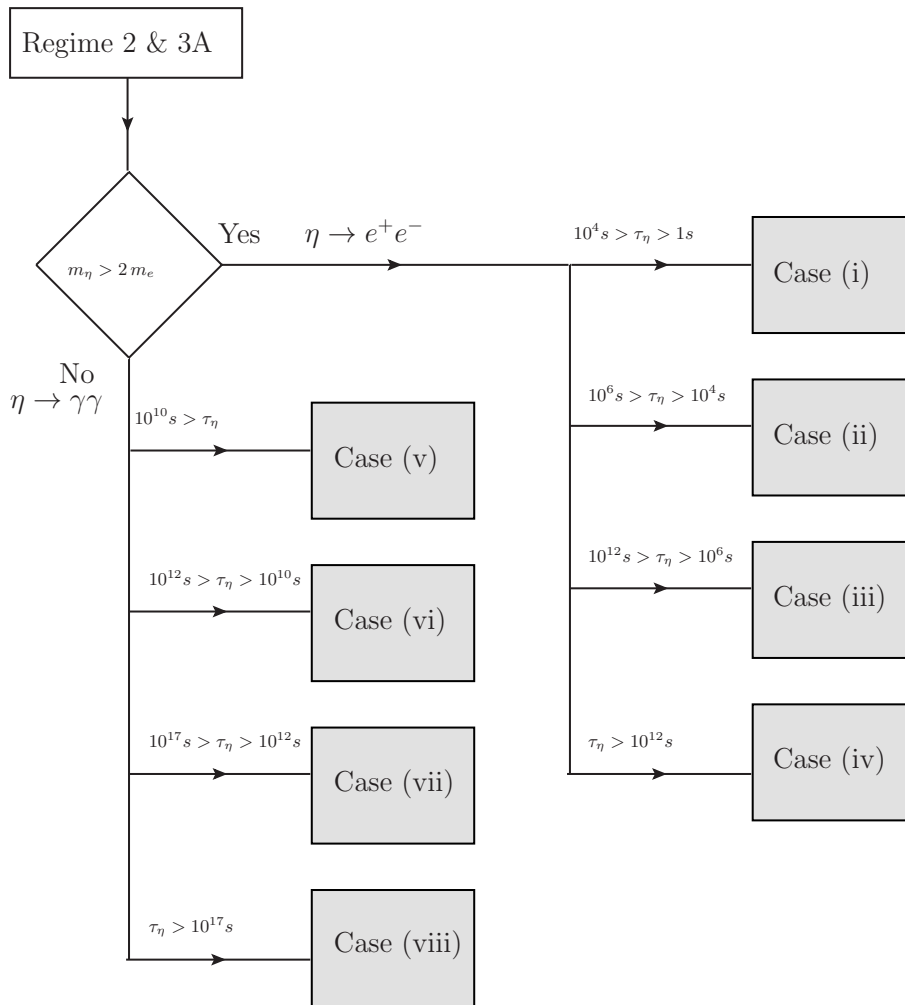 Regime 2 & 3A
m_η > 2 m_e
Yes
η → e⁺e⁻
10⁴s > τ_η > 1s
Case (i)
10⁶s > τ_η > 10⁴s
Case (ii)
10¹²s > τ_η > 10⁶s
Case (iii)
τ_η > 10¹²s
Case (iv)
No
η → γγ
10¹⁰s > τ_η
Case (v)
10¹²s > τ_η > 10¹⁰s
Case (vi)
10¹⁷s > τ_η > 10¹²s
Case (vii)
τ_η > 10¹⁷s
Case (viii)